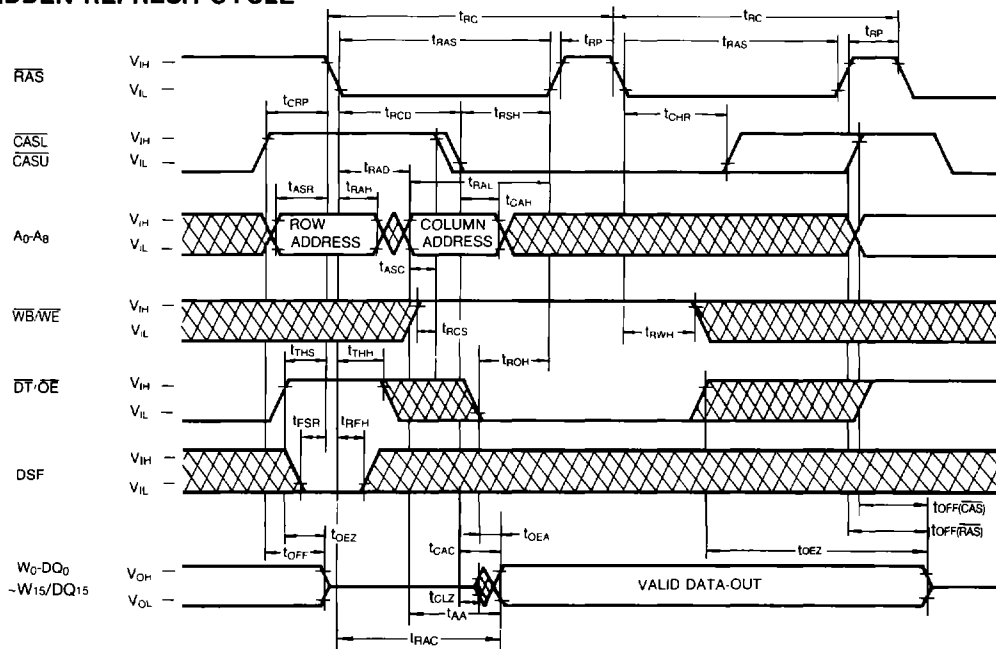 HIDDEN REFRESH CYCLE
tRC tRC
tRAS tRP tRAS tRP
RAS VIH VIL
tCRP tRCD tRSH tCHR
CASL VIH
CASU VIL
tRAD tRAL
tASR tRAH tCAH
A0-A8 VIH VIL
ROW ADDRESS
COLUMN ADDRESS
tASC
WB/WE VIH VIL
tRCS tRWH
tTHS tTHH tROH
DT/OE VIH VIL
tFSR tRFH
DSF VIH VIL
tOFF(CAS)
tOFF(RAS)
tOEZ tOEA tOEZ
tOFF tCAC
W0-DQ0 VOH
~W15/DQ15 VOL
VALID DATA-OUT
tCLZ
tAA
tRAC